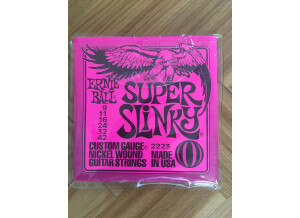 ERNIE BALL
SUPER
SLINKY
9
11
16
24
32
42
CUSTOM GAUGE
NICKEL WOUND
GUITAR STRINGS
2223
MADE
IN USA